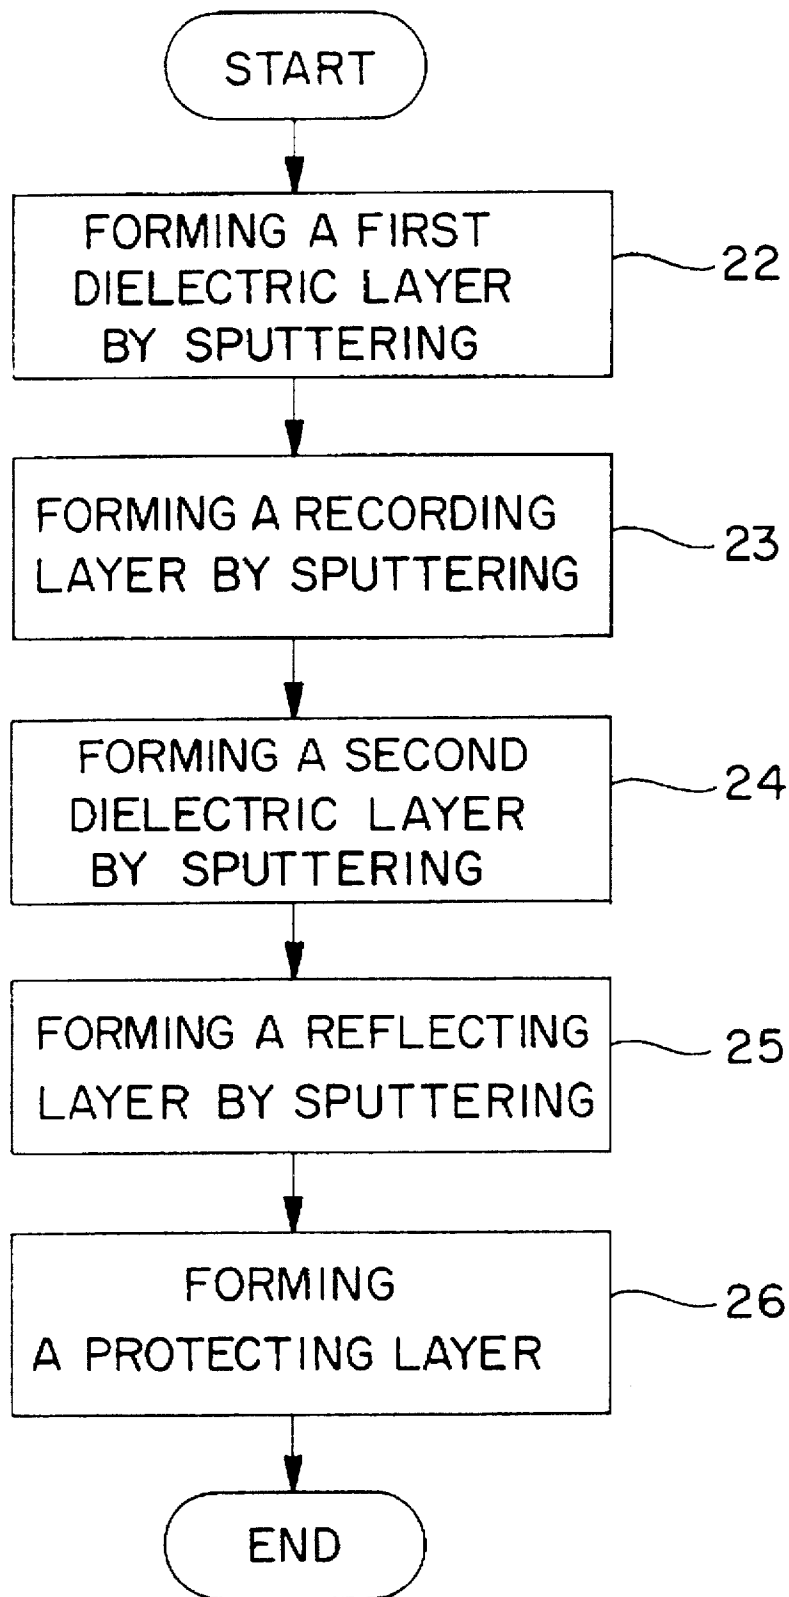 START
FORMING A FIRST
DIELECTRIC LAYER
BY SPUTTERING
22
FORMING A RECORDING
LAYER BY SPUTTERING
23
FORMING A SECOND
DIELECTRIC LAYER
BY SPUTTERING
24
FORMING A REFLECTING
LAYER BY SPUTTERING
25
FORMING
A PROTECTING LAYER
26
END